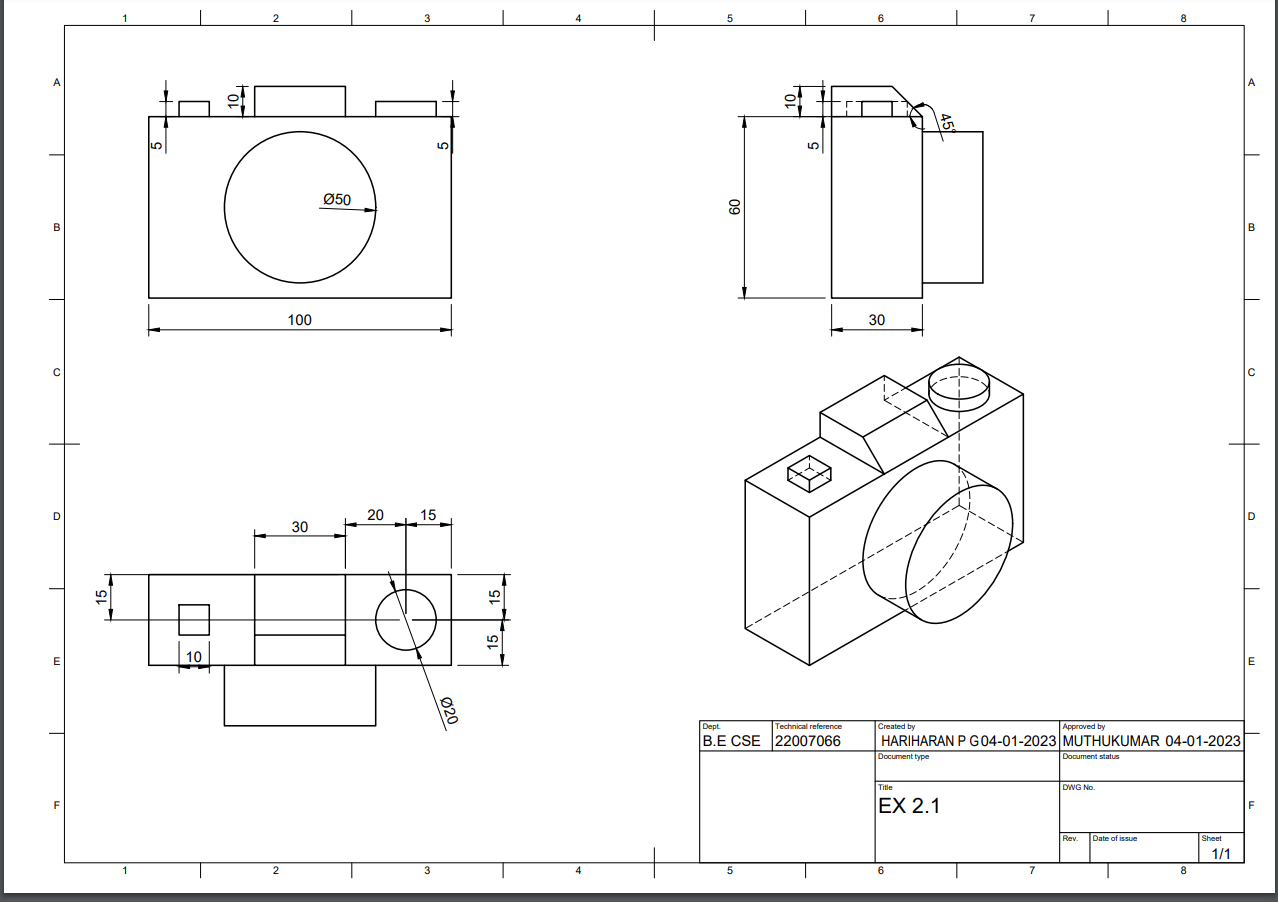 1 2 3 4 5 6 7 8
A A
10 10
5 5 5 45°
Ø50
60
B B
100 30
C C
D D
20 15
30
15 15
15
10
E E
Ø20
Dept. Technical reference Created by Approved by
B.E CSE 22007066 HARIHARAN P G 04-01-2023 MUTHUKUMAR 04-01-2023
Document type Document status
Title DWG No.
EX 2.1
F F
Rev. Date of issue Sheet
1/1
1 2 3 4 5 6 7 8